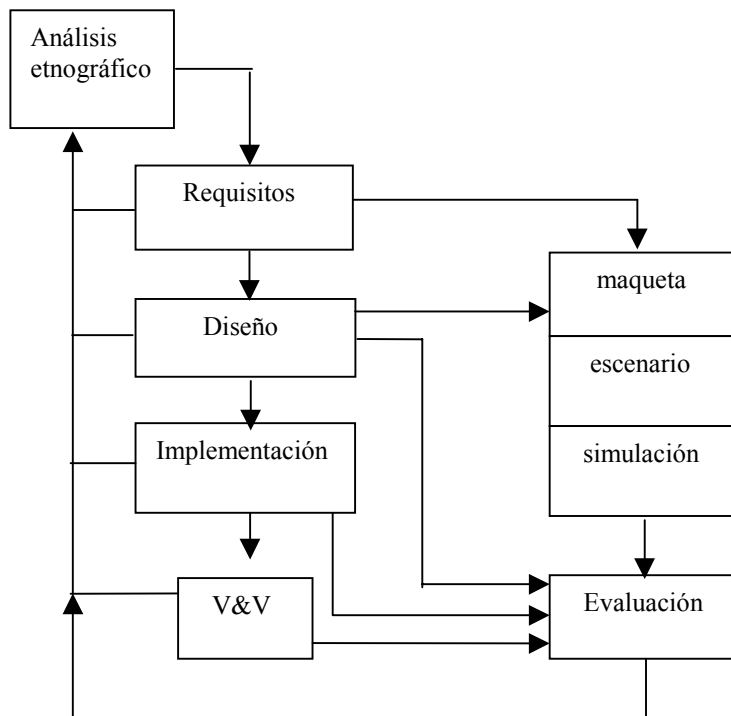 Análisis
etnográfico
Requisitos
maqueta
Diseño
escenario
Implementación
simulación
V&V
Evaluación